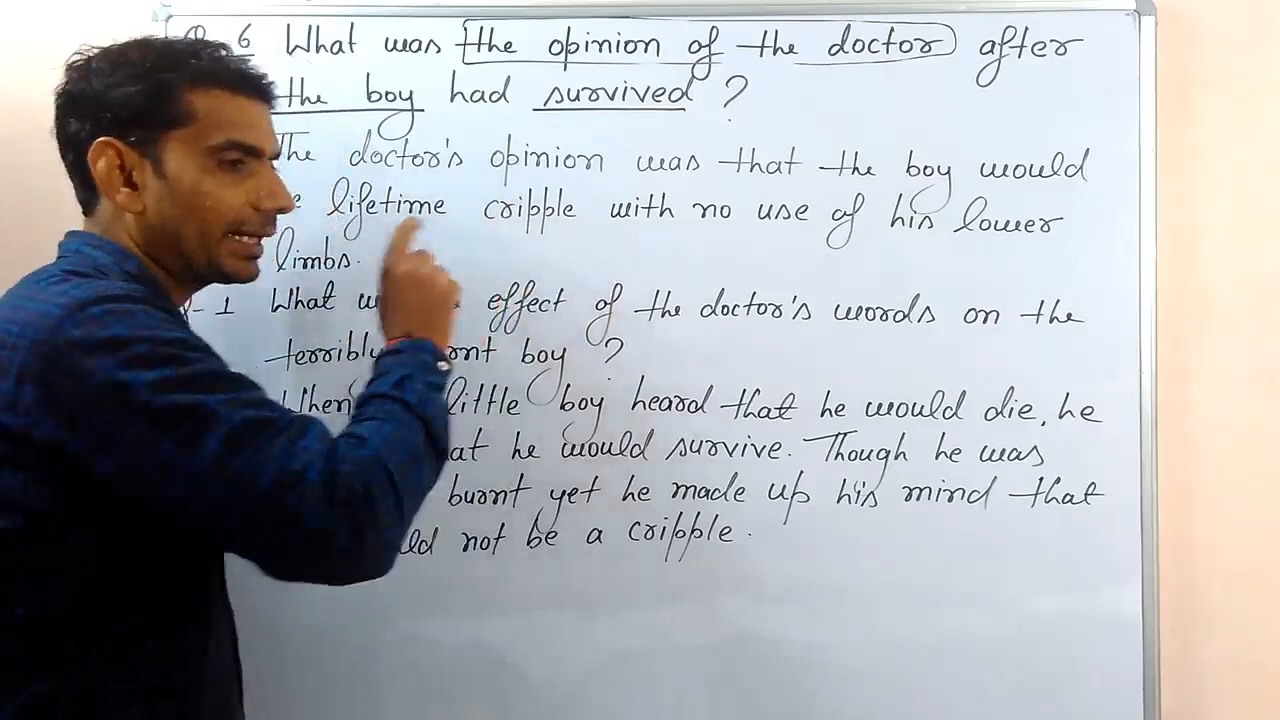 6 What was the opinion of the doctor after
the boy had survived ?
The doctor's opinion was that the boy would
lifetime cripple with no use of his lower
limbs.
1 What effect of the doctor's words on the
terribly boy ?
When little boy heard that he would die, he
he would survive. Though he was
burnt yet he made up his mind that
not be a cripple.